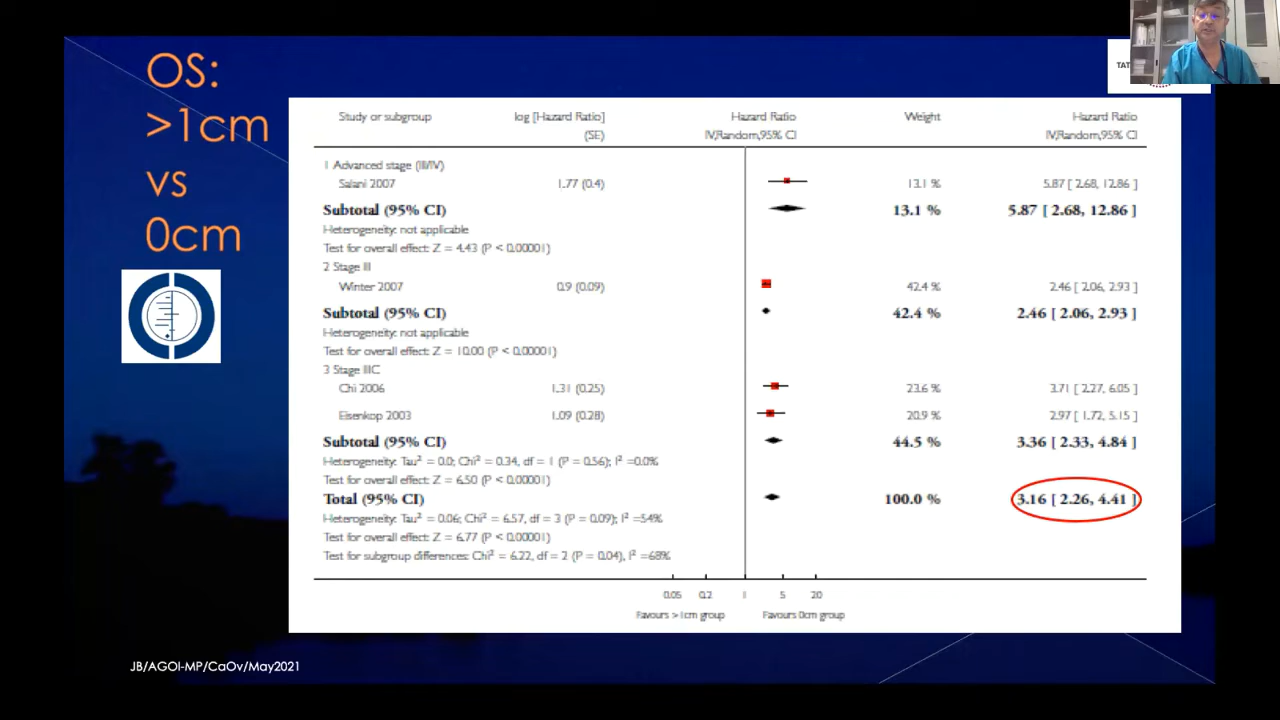 OS:
>1cm
vs
0cm
TAT
Study or subgroup log [Hazard Ratio] Hazard Ratio Weight Hazard Ratio
(SE) IV,Random,95% CI IV,Random,95% CI
1 Advanced stage (III/IV)
Salani 2007 1.77 (0.4) 13.1 % 5.87 [ 2.68, 12.86 ]
Subtotal (95% CI) 13.1 % 5.87 [ 2.68, 12.86 ]
Heterogeneity: not applicable
Test for overall effect: Z = 4.43 (P < 0.00001)
2 Stage III
Winter 2007 0.9 (0.09) 42.4 % 2.46 [ 2.06, 2.93 ]
Subtotal (95% CI) 42.4 % 2.46 [ 2.06, 2.93 ]
Heterogeneity: not applicable
Test for overall effect: Z = 10.00 (P < 0.00001)
3 Stage IIIC
Chi 2006 1.31 (0.25) 23.6 % 3.71 [ 2.27, 6.05 ]
Eisenkop 2003 1.09 (0.28) 20.9 % 2.97 [ 1.72, 5.15 ]
Subtotal (95% CI) 44.5 % 3.36 [ 2.33, 4.84 ]
Heterogeneity: Tau² = 0.0; Chi² = 0.34, df = 1 (P = 0.56); I² =0.0%
Test for overall effect: Z = 6.50 (P < 0.00001)
Total (95% CI) 100.0 % 3.16 [ 2.26, 4.41 ]
Heterogeneity: Tau² = 0.06; Chi² = 6.57, df = 3 (P = 0.09); I² =54%
Test for overall effect: Z = 6.77 (P < 0.00001)
Test for subgroup differences: Chi² = 6.22, df = 2 (P = 0.04), I² =68%
0.05 0.2 1 5 20
Favours >1cm group Favours 0cm group
JB/AGOI-MP/CaOv/May2021